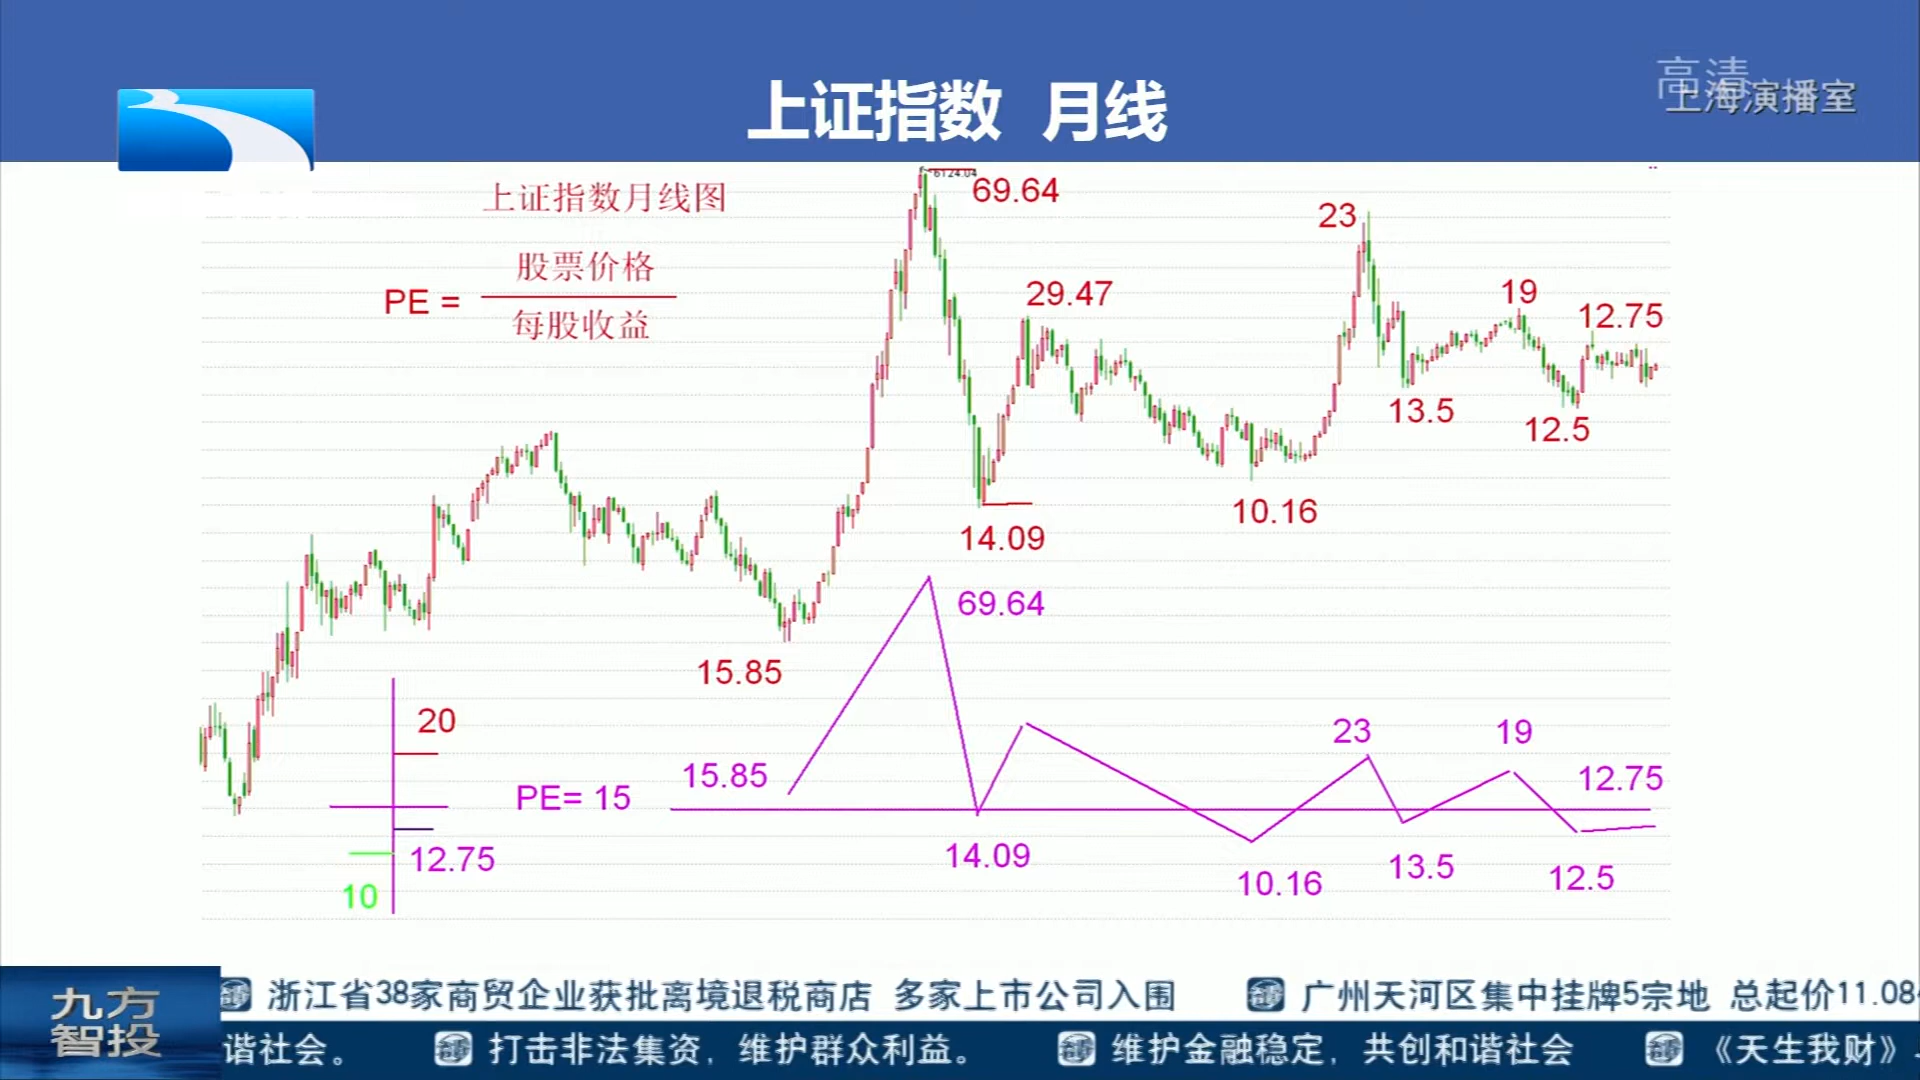 上证指数 月线
高清
上海演播室
上证指数月线图
PE =
股票价格
每股收益
6124.04
69.64
29.47
23
19
12.75
13.5
12.5
10.16
14.09
15.85
69.64
20
PE= 15
15.85
23
19
12.75
12.75
14.09
10.16
13.5
12.5
10
九方
智投
浙江省38家商贸企业获批离境退税商店 多家上市公司入围
广州天河区集中挂牌5宗地 总起价11.08
谐社会。
打击非法集资，维护群众利益。
维护金融稳定，共创和谐社会
《天生我财》